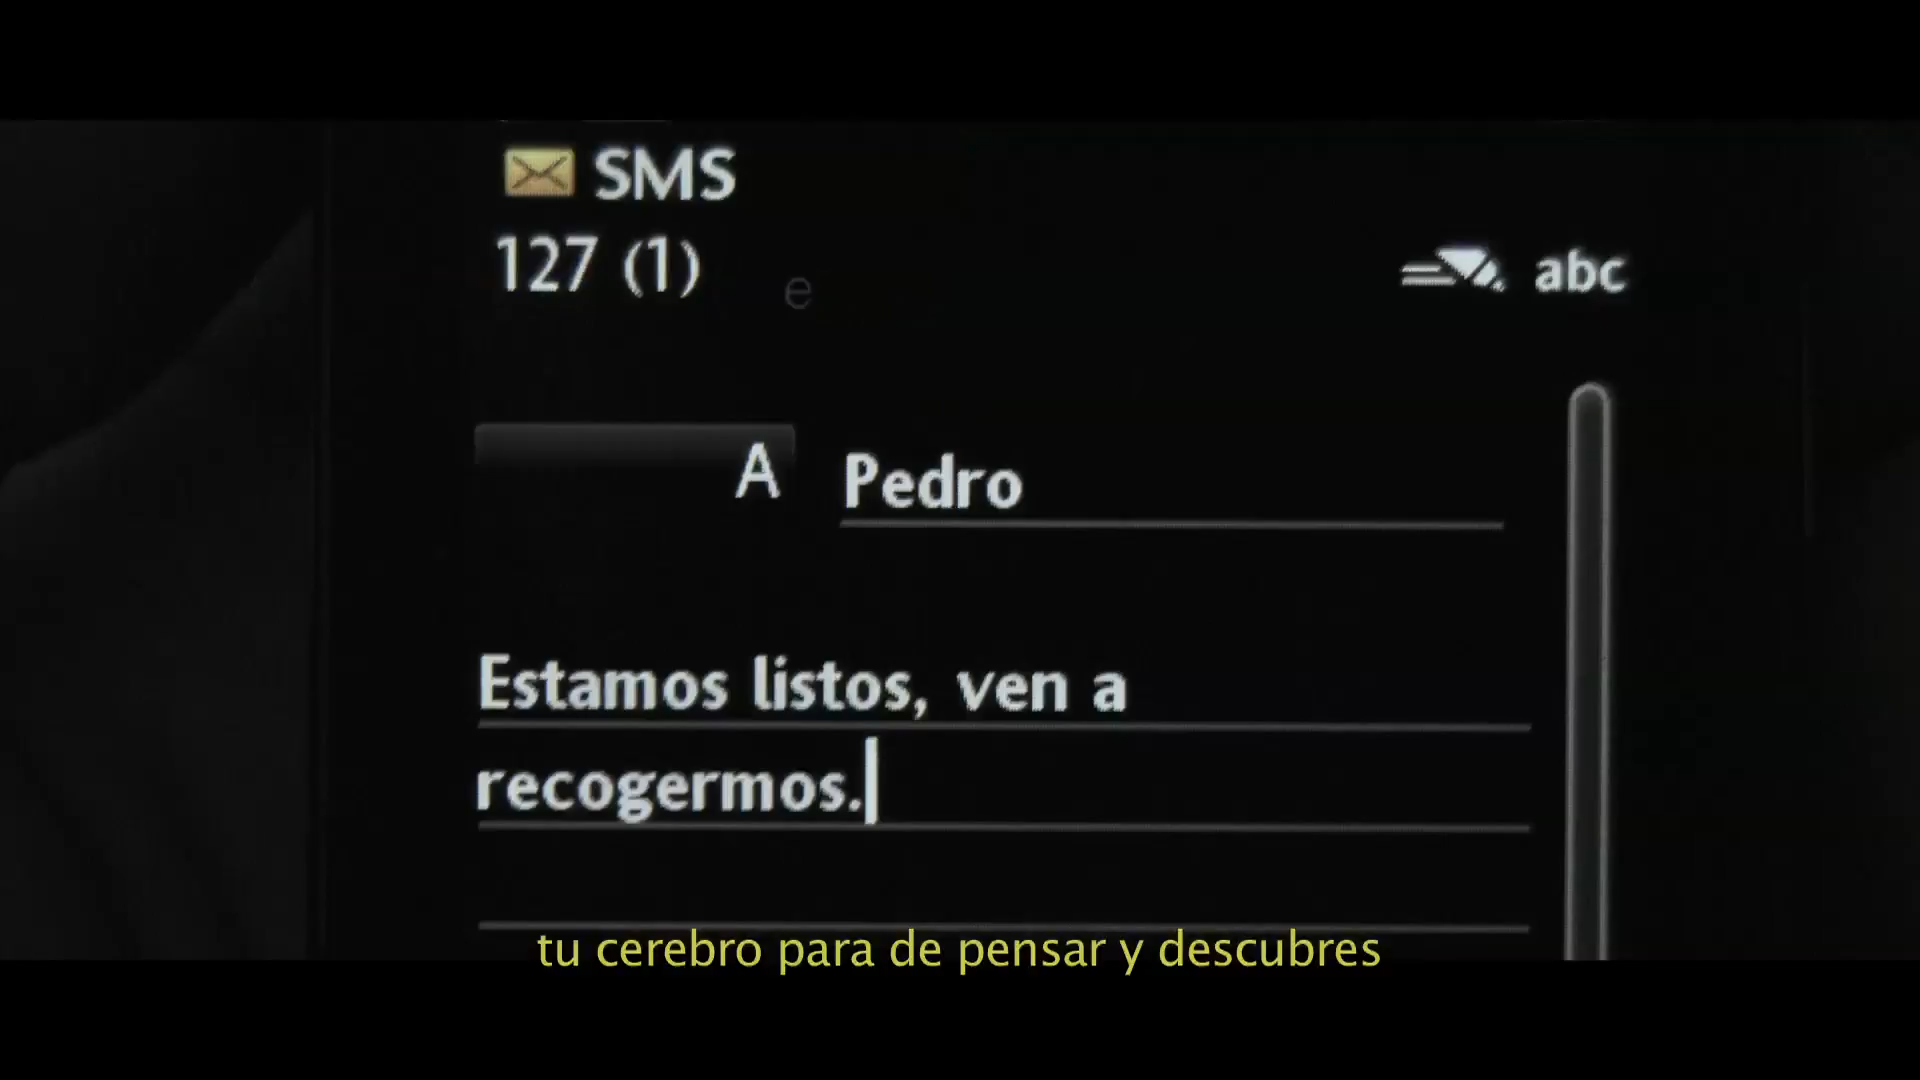 SMS
127 (1)
e
abc
A Pedro
Estamos listos, ven a
recogermos.
tu cerebro para de pensar y descubres